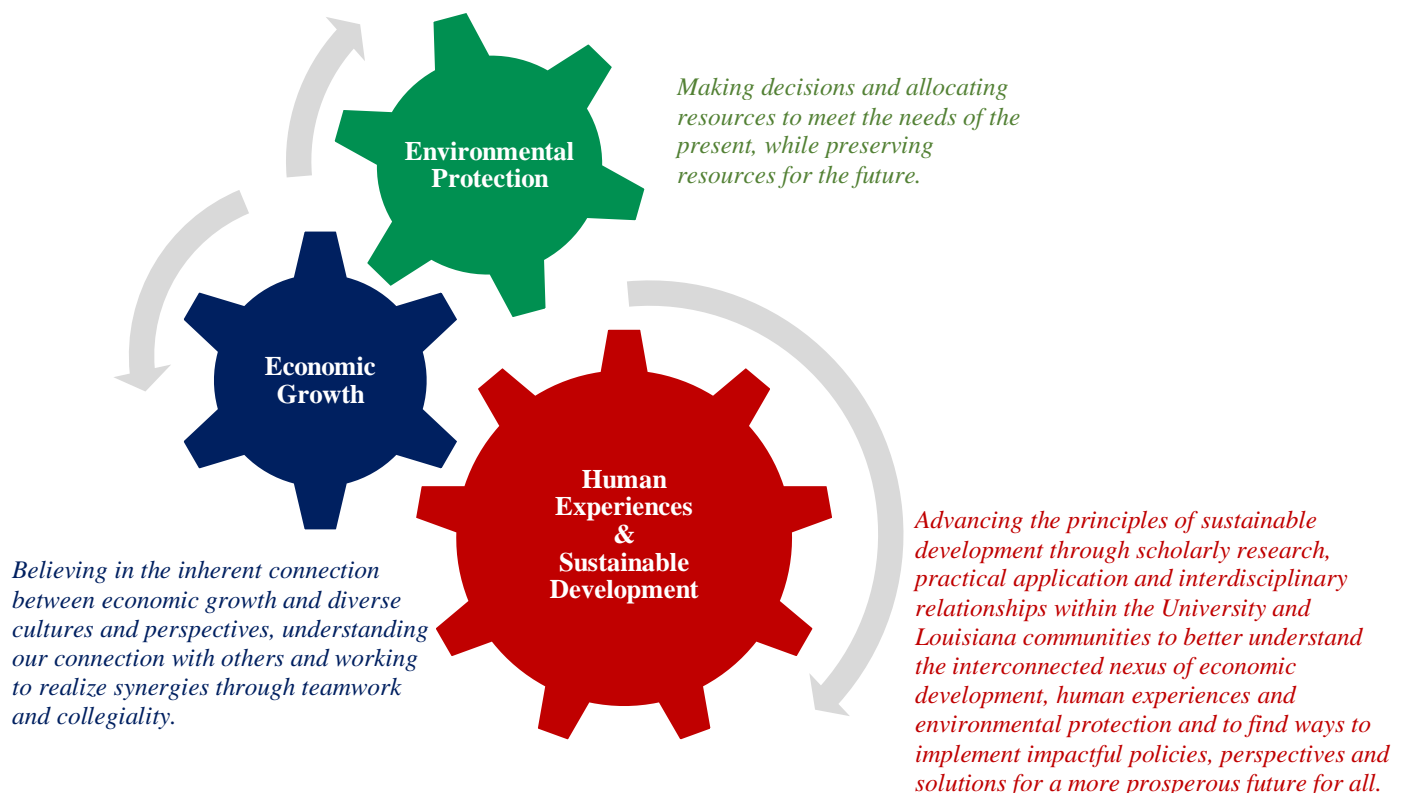 Environmental
Protection
Making decisions and allocating
resources to meet the needs of the
present, while preserving
resources for the future.
Economic
Growth
Believing in the inherent connection
between economic growth and diverse
cultures and perspectives, understanding
our connection with others and working
to realize synergies through teamwork
and collegiality.
Human
Experiences
&
Sustainable
Development
Advancing the principles of sustainable
development through scholarly research,
practical application and interdisciplinary
relationships within the University and
Louisiana communities to better understand
the interconnected nexus of economic
development, human experiences and
environmental protection and to find ways to
implement impactful policies, perspectives and
solutions for a more prosperous future for all.